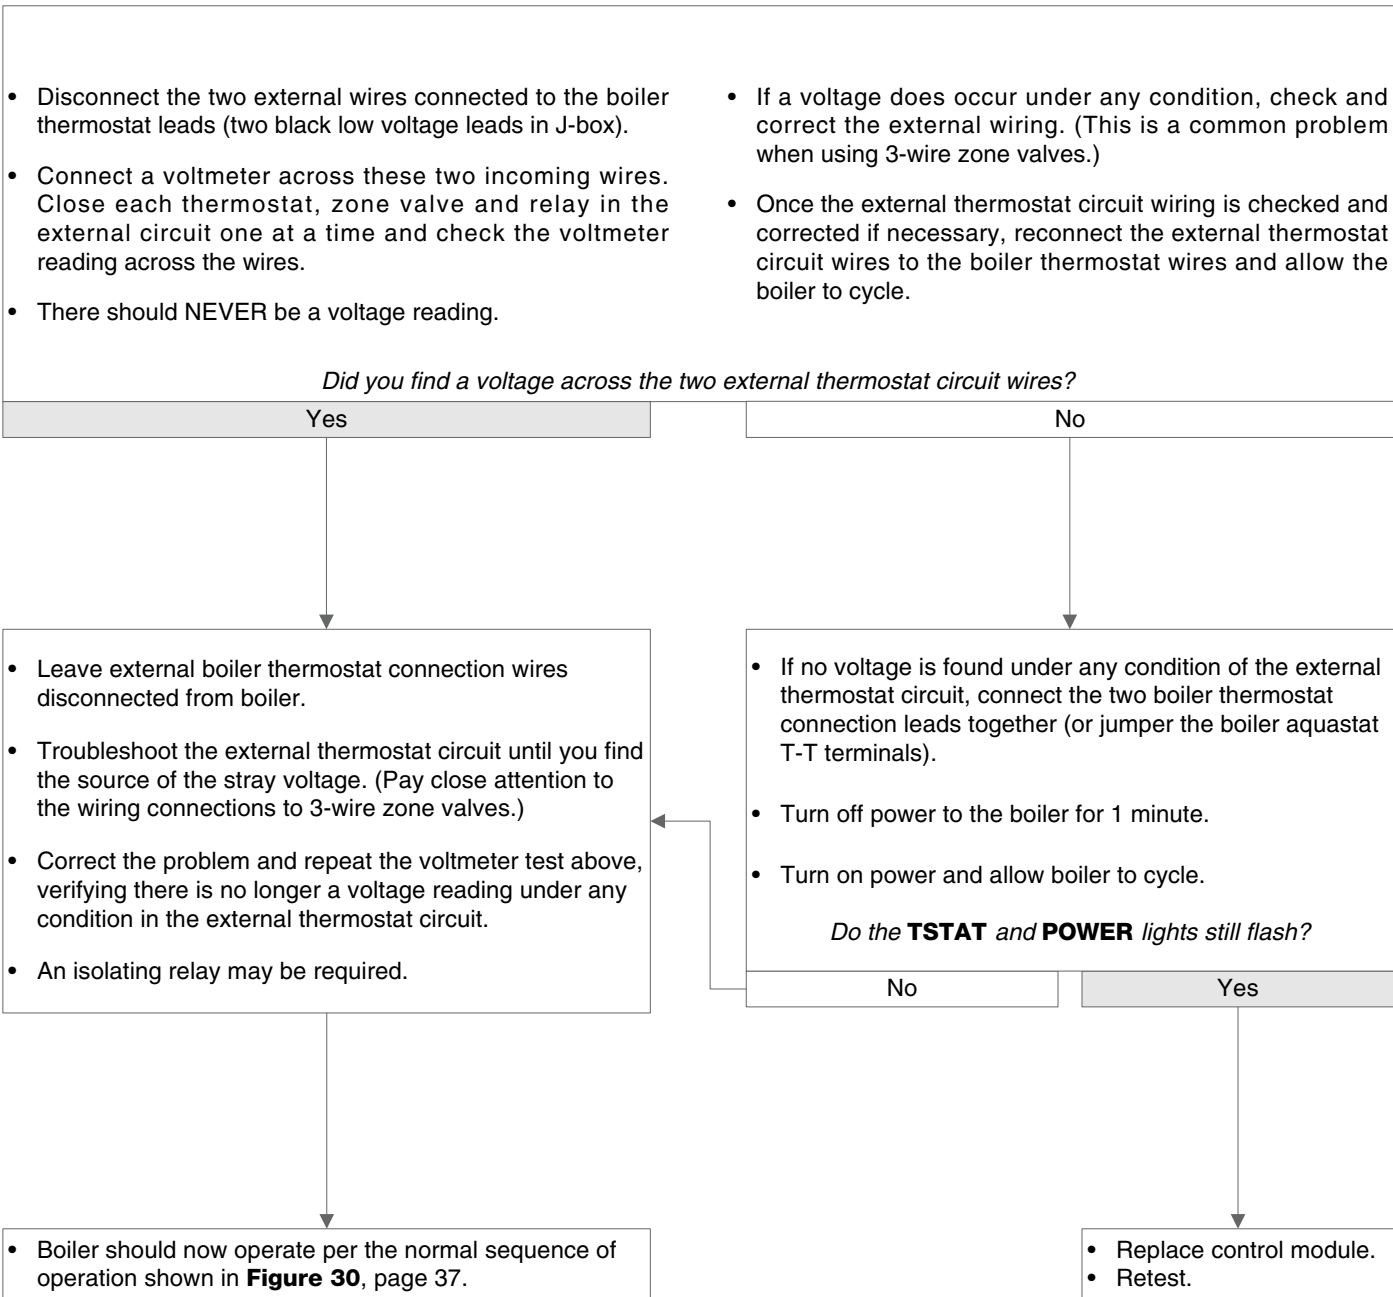 • Disconnect the two external wires connected to the boiler
thermostat leads (two black low voltage leads in J-box).
• Connect a voltmeter across these two incoming wires.
Close each thermostat, zone valve and relay in the
external circuit one at a time and check the voltmeter
reading across the wires.
• There should NEVER be a voltage reading.
• If a voltage does occur under any condition, check and
correct the external wiring. (This is a common problem
when using 3-wire zone valves.)
• Once the external thermostat circuit wiring is checked and
corrected if necessary, reconnect the external thermostat
circuit wires to the boiler thermostat wires and allow the
boiler to cycle.
Did you find a voltage across the two external thermostat circuit wires?
Yes
No
• Leave external boiler thermostat connection wires
disconnected from boiler.
• Troubleshoot the external thermostat circuit until you find
the source of the stray voltage. (Pay close attention to
the wiring connections to 3-wire zone valves.)
• Correct the problem and repeat the voltmeter test above,
verifying there is no longer a voltage reading under any
condition in the external thermostat circuit.
• An isolating relay may be required.
• If no voltage is found under any condition of the external
thermostat circuit, connect the two boiler thermostat
connection leads together (or jumper the boiler aquastat
T-T terminals).
• Turn off power to the boiler for 1 minute.
• Turn on power and allow boiler to cycle.
Do the TSTAT and POWER lights still flash?
No
Yes
• Boiler should now operate per the normal sequence of
operation shown in Figure 30, page 37.
• Replace control module.
• Retest.